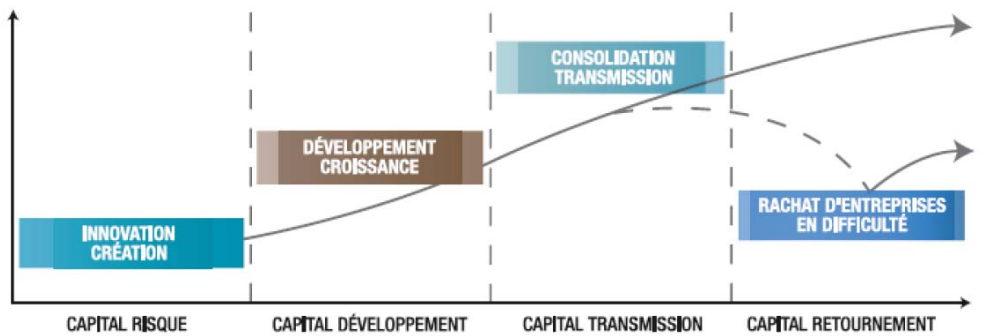 CONSOLIDATION
TRANSMISSION
DÉVELOPPEMENT
CROISSANCE
RACHAT D'ENTREPRISES
EN DIFFICULTÉ
INNOVATION
CRÉATION
CAPITAL RISQUE
CAPITAL DÉVELOPPEMENT
CAPITAL TRANSMISSION
CAPITAL RETOURNEMENT